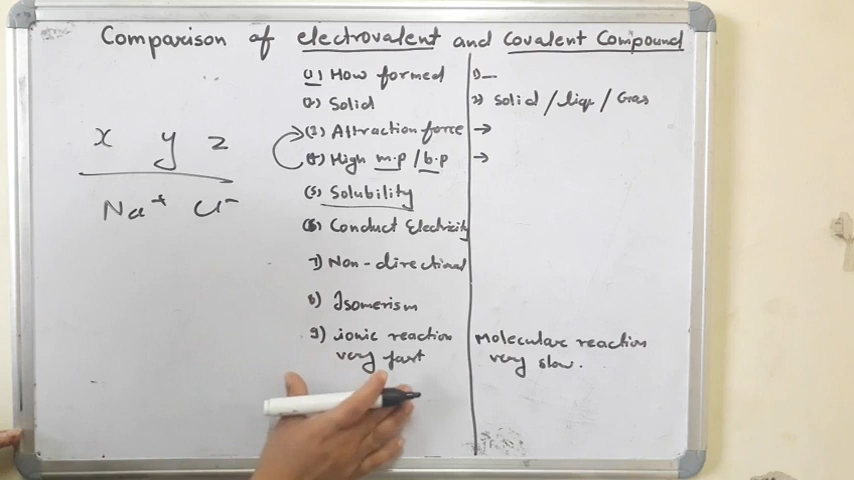 Comparison of electrovalent and Covalent Compound
(1) How formed 1)—
(2) Solid 2) Solid / liq. / Gas
(3) Attraction force →
(4) High m.p / b.p →
(5) Solubility
(6) Conduct Electricity
7) Non-directional
8) Isomerism
9) ionic reaction Molecular reaction
very fast very slow.
x y z
Na+ Cl-